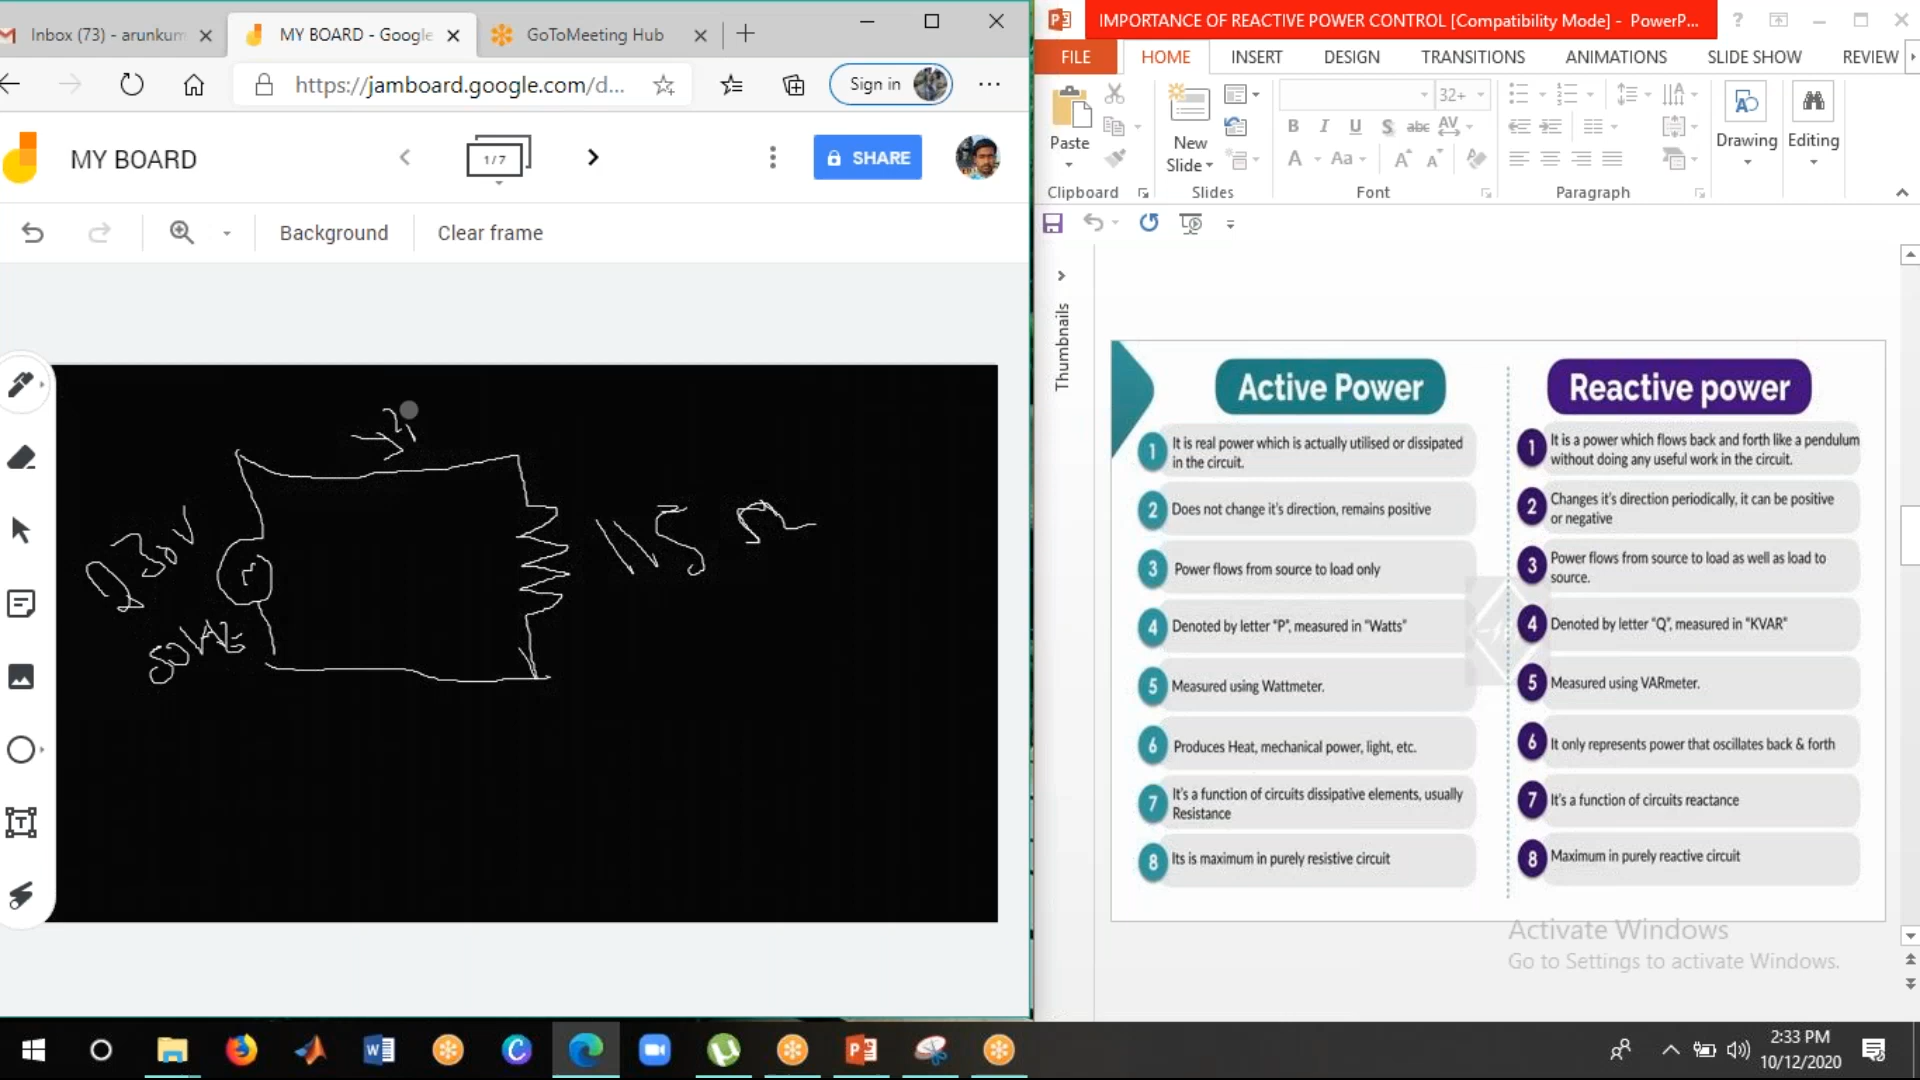 Inbox (73) - arunkum
MY BOARD - Google
GoToMeeting Hub
https://jamboard.google.com/d...
Sign in
MY BOARD
1/7
SHARE
Background
Clear frame
230V
50HZ
115 Ω
IMPORTANCE OF REACTIVE POWER CONTROL [Compatibility Mode] - PowerP...
FILE HOME INSERT DESIGN TRANSITIONS ANIMATIONS SLIDE SHOW REVIEW
Paste
New
Slide
32+
B I U S abc AV
A Aa A A
Drawing
Editing
Clipboard
Slides
Font
Paragraph
Thumbnails
Active Power
1 It is real power which is actually utilised or dissipated
in the circuit.
2 Does not change it's direction, remains positive
3 Power flows from source to load only
4 Denoted by letter "P", measured in "Watts"
5 Measured using Wattmeter.
6 Produces Heat, mechanical power, light, etc.
7 It's a function of circuits dissipative elements, usually
Resistance
8 Its is maximum in purely resistive circuit
Reactive power
1 It is a power which flows back and forth like a pendulum
without doing any useful work in the circuit.
2 Changes it's direction periodically, it can be positive
or negative
3 Power flows from source to load as well as load to
source.
4 Denoted by letter "Q", measured in "KVAR"
5 Measured using VARmeter.
6 It only represents power that oscillates back & forth
7 It's a function of circuits reactance
8 Maximum in purely reactive circuit
Activate Windows
Go to Settings to activate Windows.
2:33 PM
10/12/2020